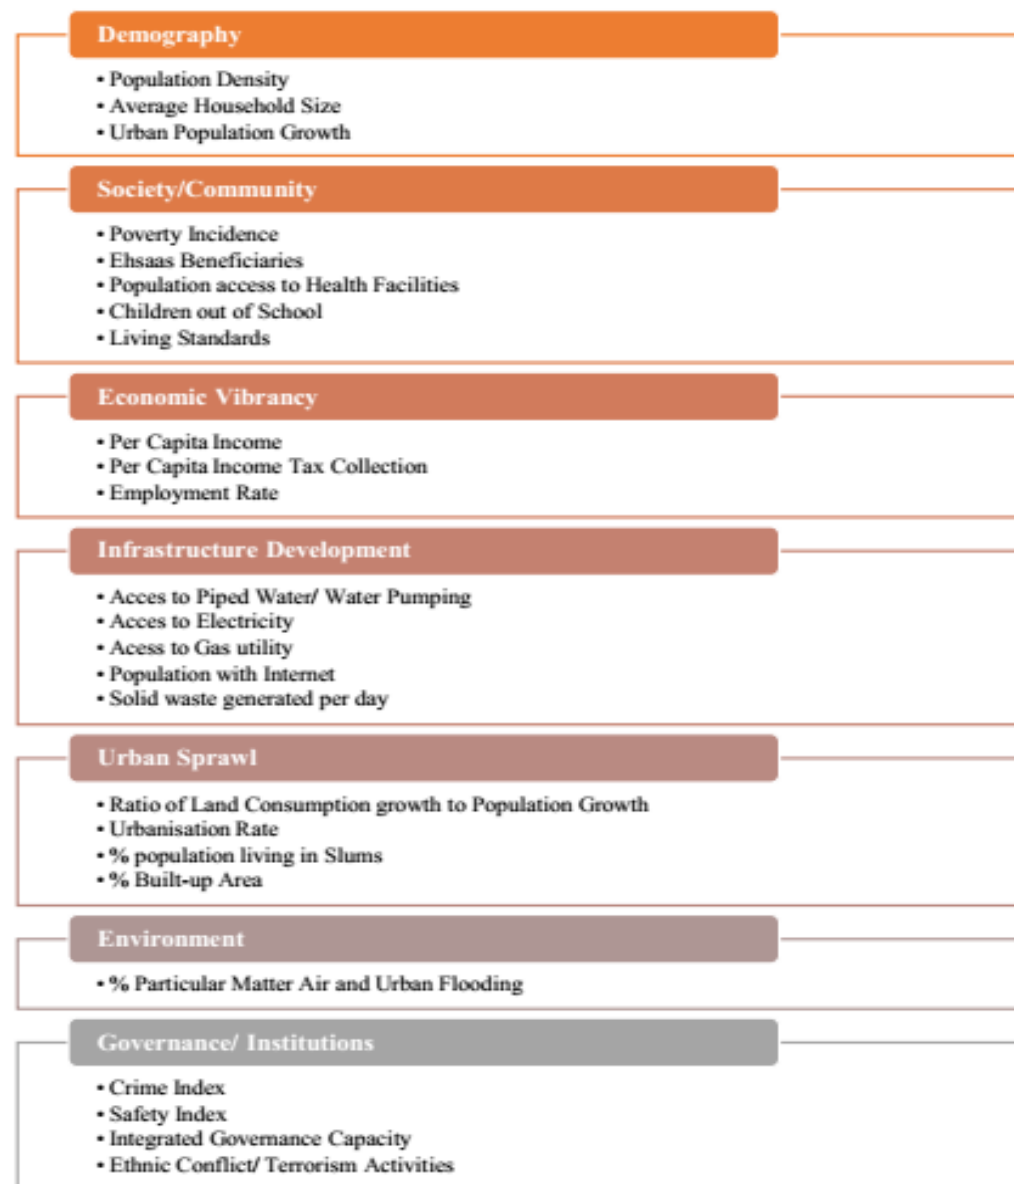 Demography
• Population Density
• Average Household Size
• Urban Population Growth
Society/Community
• Poverty Incidence
• Ehsaas Beneficiaries
• Population access to Health Facilities
• Children out of School
• Living Standards
Economic Vibrancy
• Per Capita Income
• Per Capita Income Tax Collection
• Employment Rate
Infrastructure Development
• Acces to Piped Water/ Water Pumping
• Acces to Electricity
• Acess to Gas utility
• Population with Internet
• Solid waste generated per day
Urban Sprawl
• Ratio of Land Consumption growth to Population Growth
• Urbanisation Rate
• % population living in Slums
• % Built-up Area
Environment
• % Particular Matter Air and Urban Flooding
Governance/ Institutions
• Crime Index
• Safety Index
• Integrated Governance Capacity
• Ethnic Conflict/ Terrorism Activities